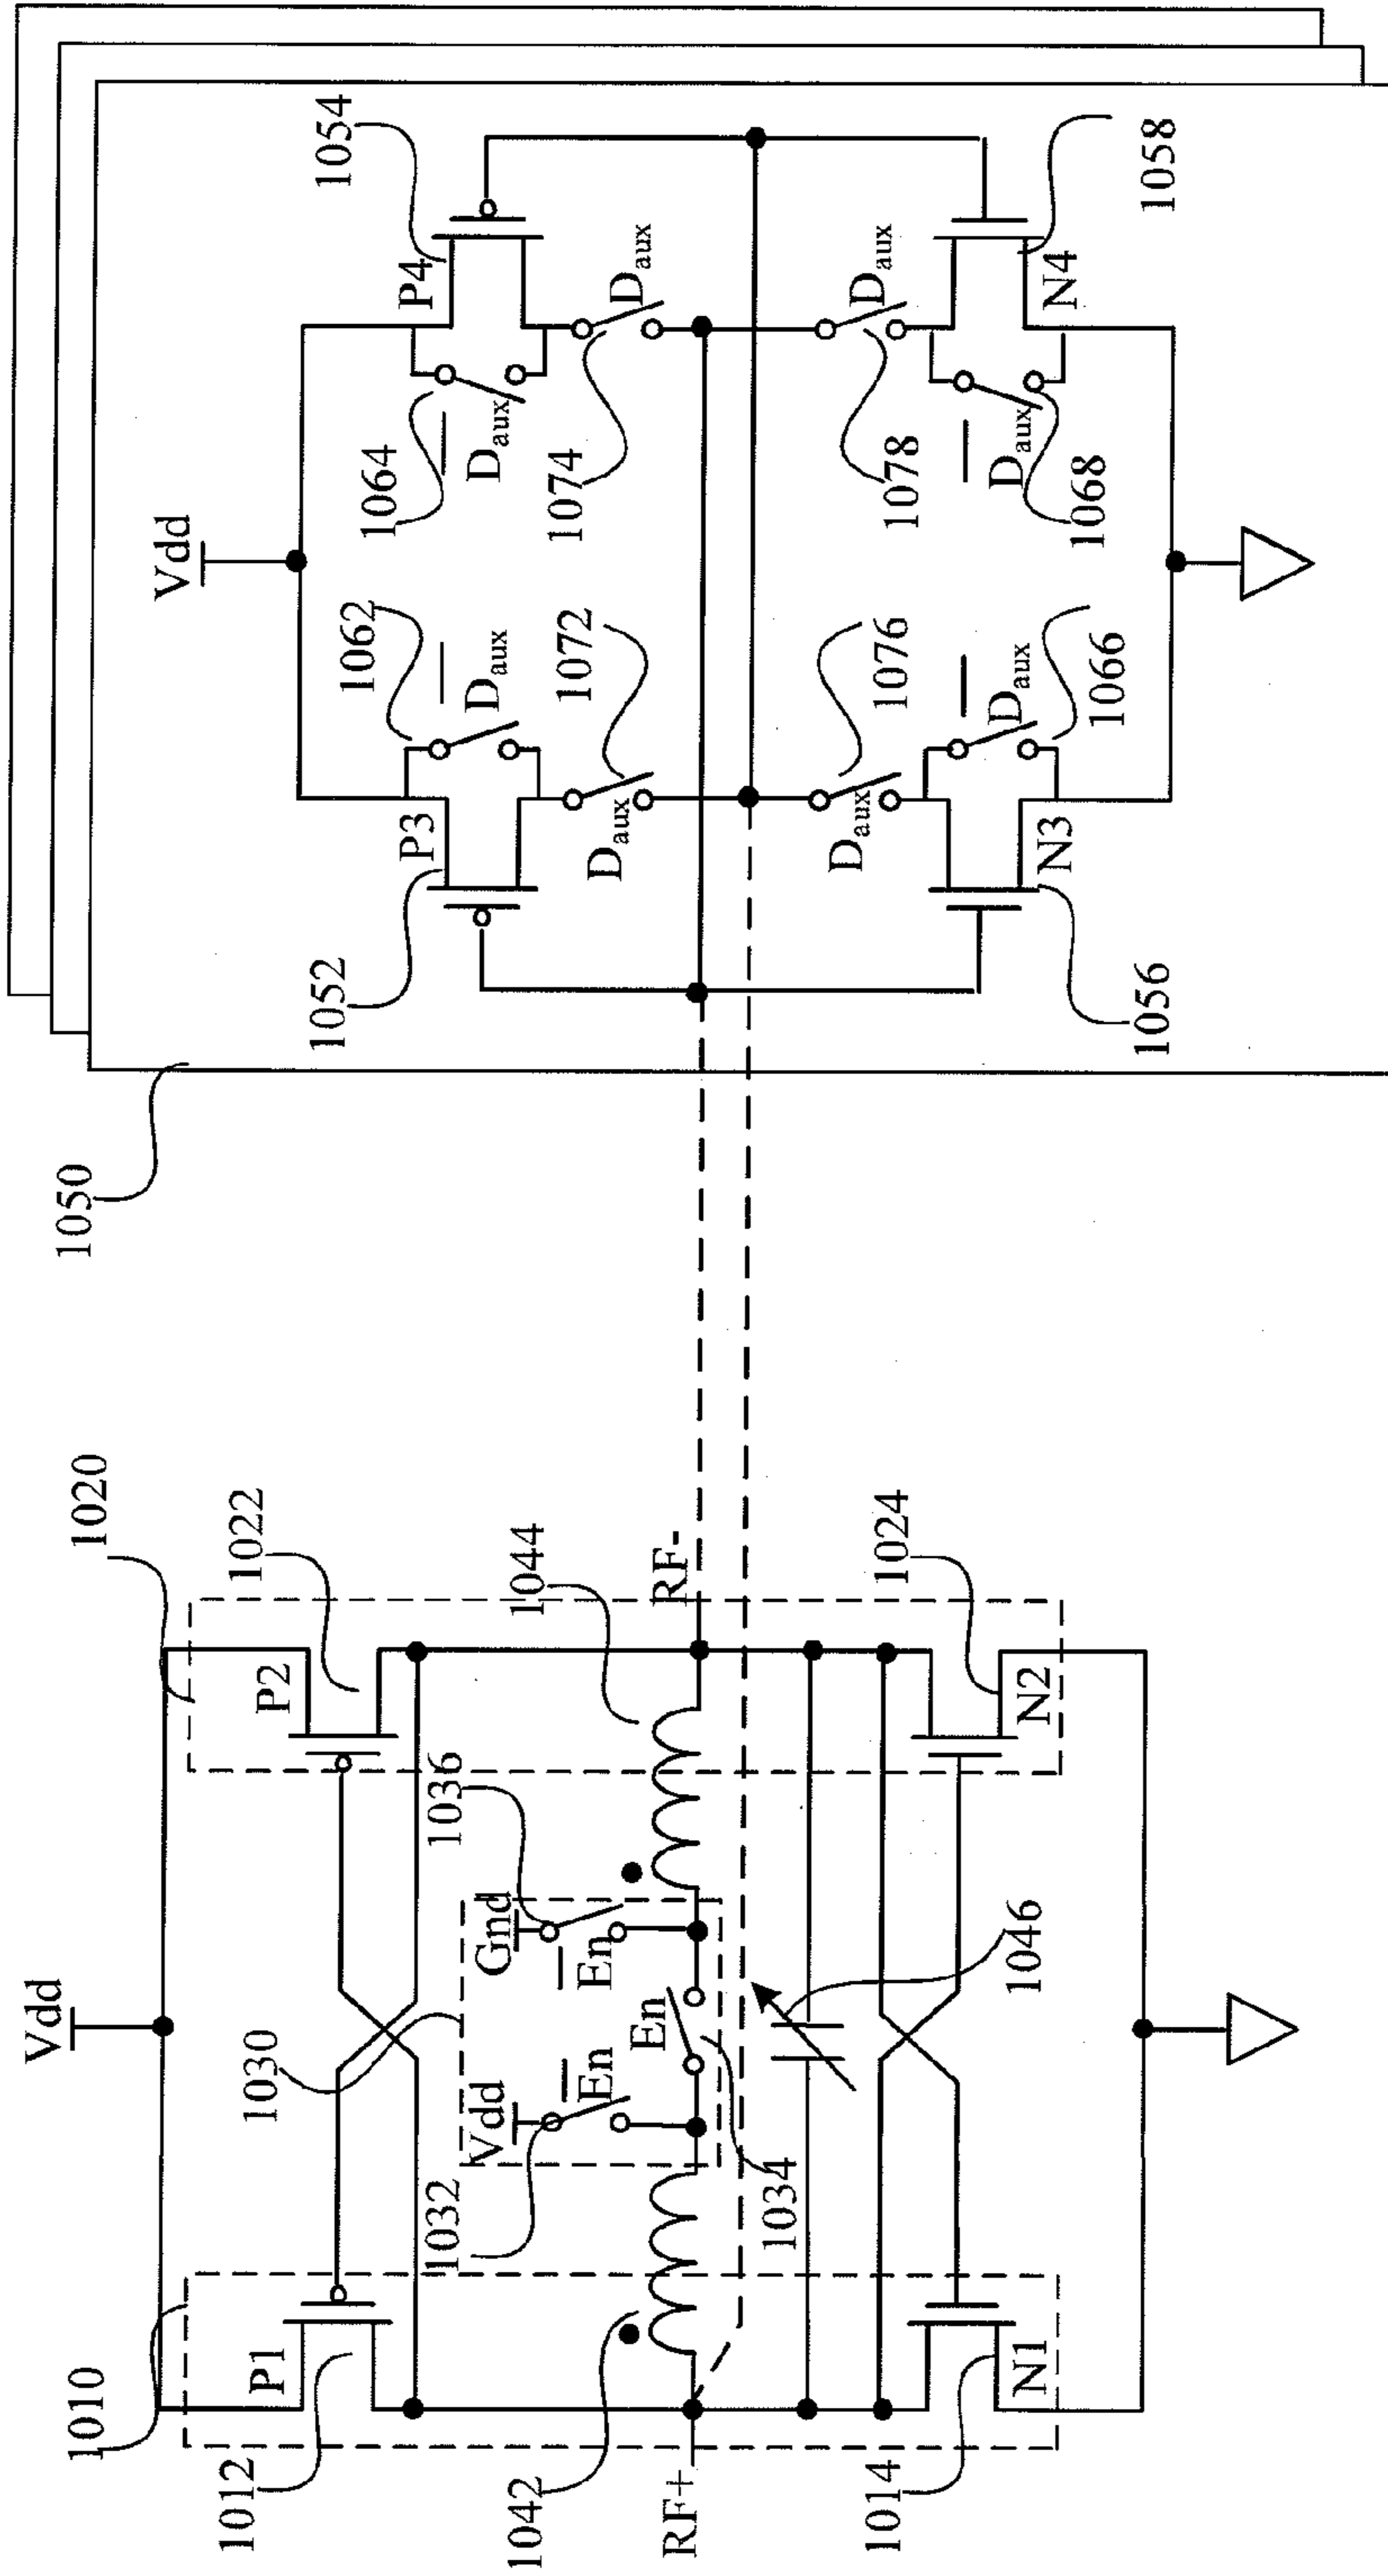 1010
1012
P1
1042
RF+
1014
N1
Vdd
1030
1032
Vdd
En
En
Gnd
En
1036
1034
1046
1020
1022
P2
1044
RF-
1024
N2
1050
1052
P3
1062
Daux
Daux
1072
Vdd
1064
Daux
1074
Daux
P4
1054
Daux
1076
Daux
1066
N3
1056
Daux
1078
Daux
1068
N4
1058